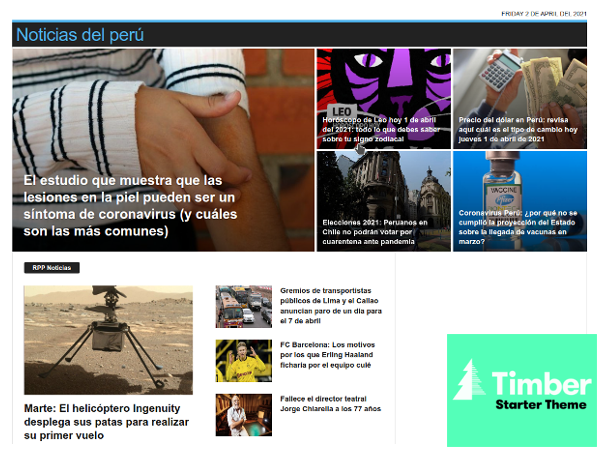 FRIDAY 2 DE APRIL DEL 2021
Noticias del perú
El estudio que muestra que las
lesiones en la piel pueden ser un
síntoma de coronavirus (y cuáles
son las más comunes)
LEO
Horóscopo de Leo hoy 1 de abril
del 2021: todo lo que debes saber
sobre tu signo zodiacal
Precio del dólar en Perú: revisa
aquí cuál es el tipo de cambio hoy
jueves 1 de abril de 2021
Elecciones 2021: Peruanos en
Chile no podrán votar por
cuarentena ante pandemia
VACCINE
Pfizer
Coronavirus Perú: ¿por qué no se
cumplió la proyección del Estado
sobre la llegada de vacunas en
marzo?
RPP Noticias
Marte: El helicóptero Ingenuity
desplega sus patas para realizar
su primer vuelo
Gremios de transportistas
públicos de Lima y el Callao
anuncian paro de un día para
el 7 de abril
FC Barcelona: Los motivos
por los que Erling Haaland
ficharía por el equipo culé
Fallece el director teatral
Jorge Chiarella a los 77 años
Timber
Starter Theme